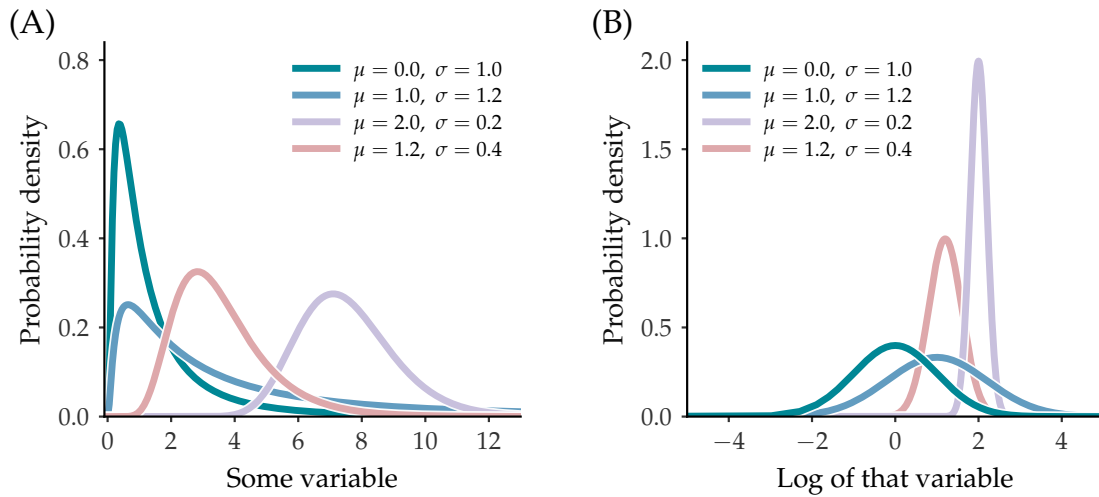 (A)
Probability density
0.8
0.6
0.4
0.2
0.0
μ = 0.0, σ = 1.0
μ = 1.0, σ = 1.2
μ = 2.0, σ = 0.2
μ = 1.2, σ = 0.4
0 2 4 6 8 10 12
Some variable
(B)
Probability density
2.0
1.5
1.0
0.5
0.0
μ = 0.0, σ = 1.0
μ = 1.0, σ = 1.2
μ = 2.0, σ = 0.2
μ = 1.2, σ = 0.4
−4 −2 0 2 4
Log of that variable